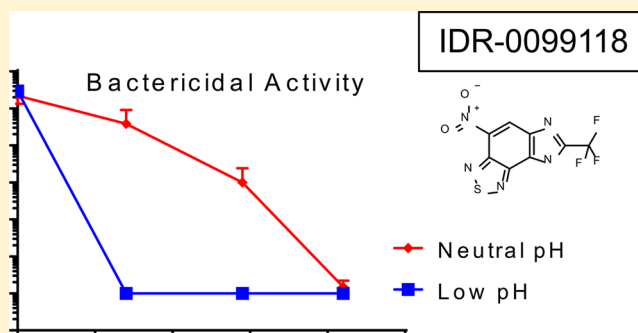 IDR-0099118
Bactericidal Activity
O
−
N
+
O
N
F
F
F
N
N
S
N
Neutral pH
Low pH